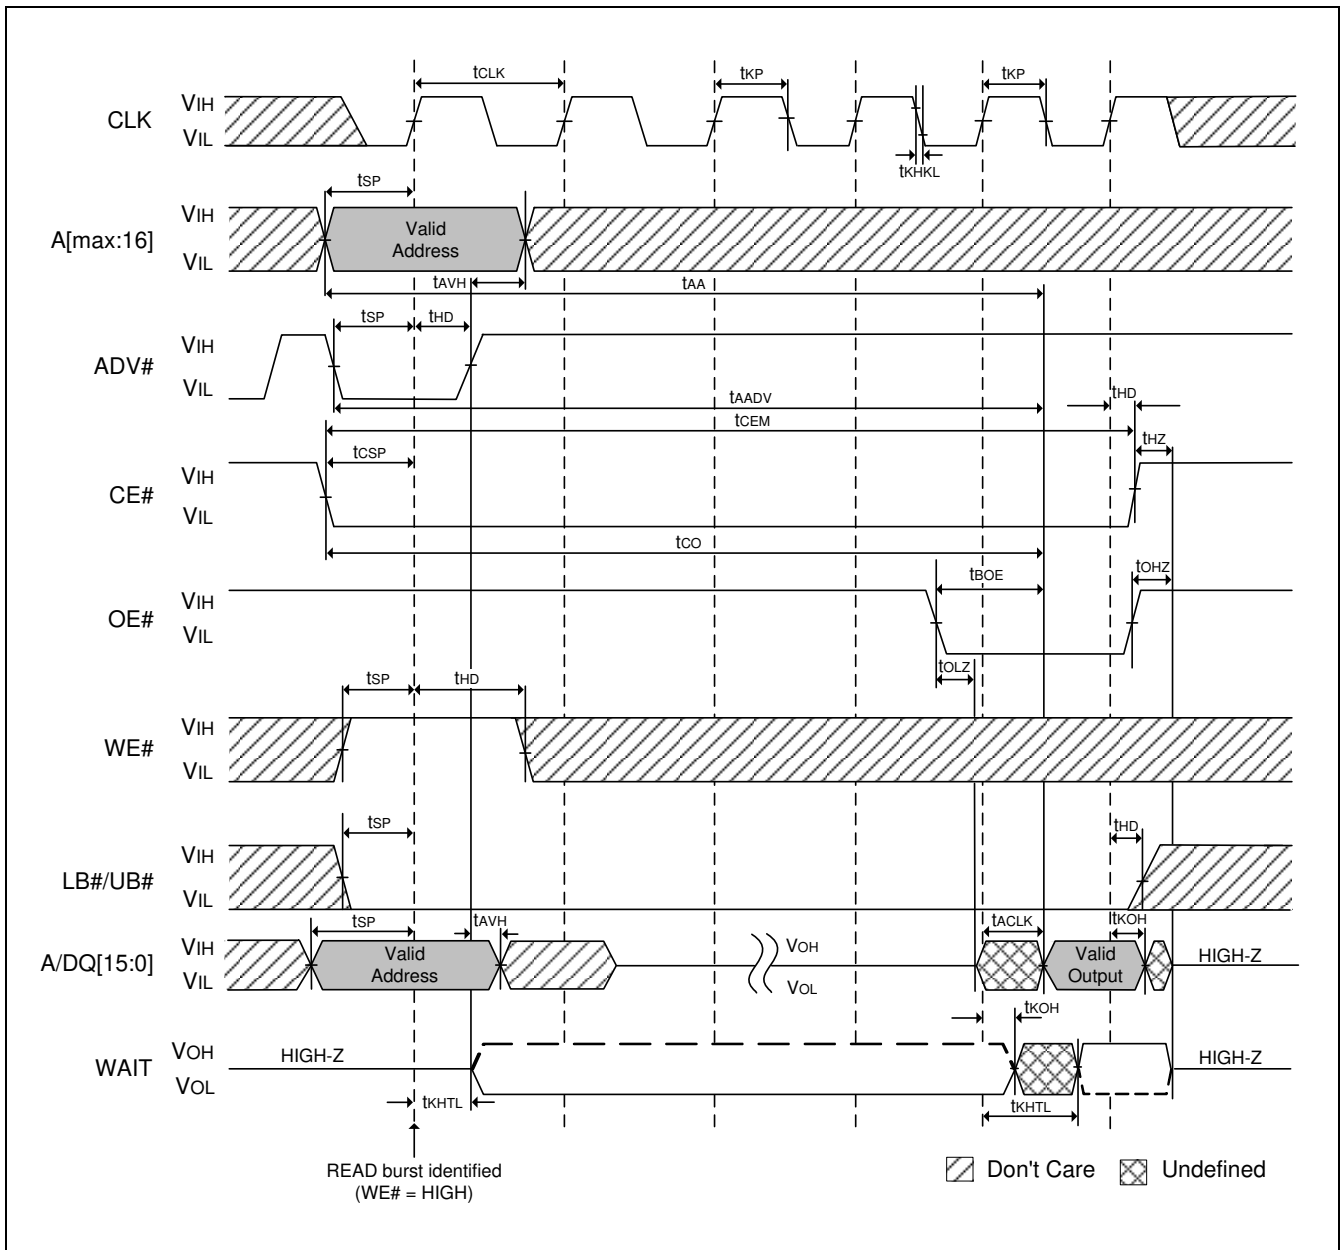 tCLK
tKP
tKP
CLK
VIH
VIL
tKHKL
tSP
A[max:16]
VIH
VIL
Valid
Address
tAVH
tAA
tSP
tHD
ADV#
VIH
VIL
tAADV
tHD
tCEM
tCSP
tHZ
CE#
VIH
VIL
tCO
tBOE
tOHZ
OE#
VIH
VIL
tOLZ
tSP
tHD
WE#
VIH
VIL
tSP
tHD
LB#/UB#
VIH
VIL
tSP
tAVH
tACLK
tKOH
A/DQ[15:0]
VIH
VIL
Valid
Address
VOH
VOL
Valid
Output
HIGH-Z
tKOH
WAIT
VOH
VOL
HIGH-Z
HIGH-Z
tKHTL
tKHTL
READ burst identified
(WE# = HIGH)
Don't Care
Undefined